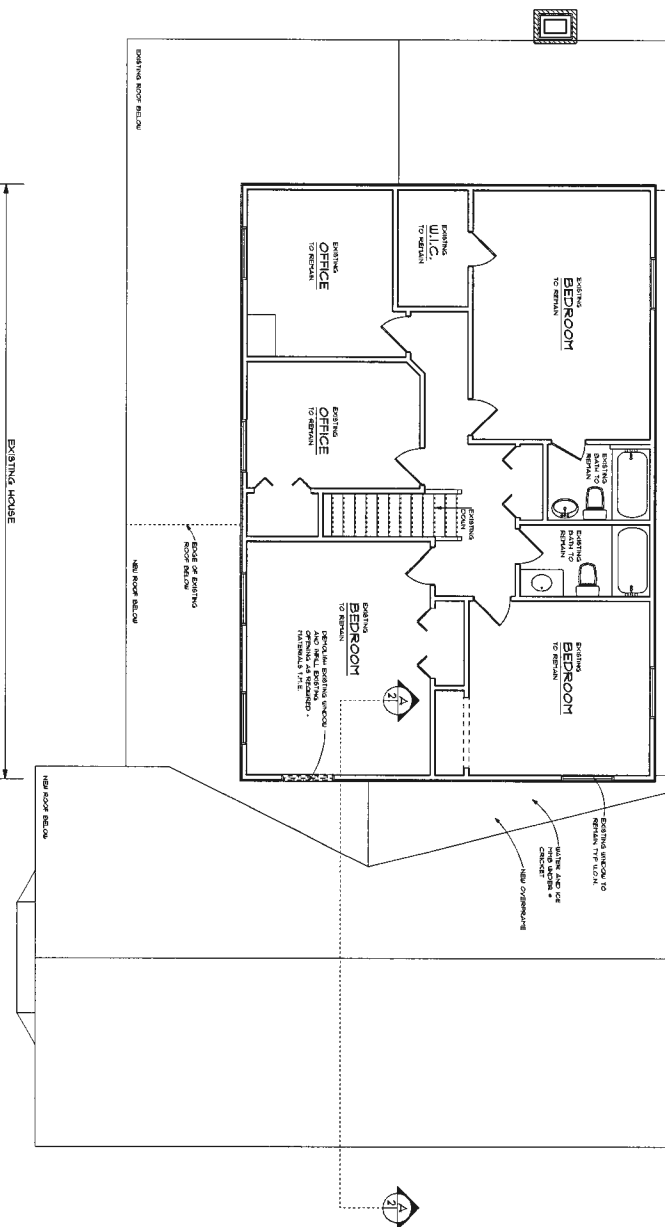 EXISTING ROOF BELOW
EXISTING
W.I.C.
TO REMAIN
EXISTING
OFFICE
TO REMAIN
EXISTING
BEDROOM
TO REMAIN
EXISTING
OFFICE
TO REMAIN
EXISTING
BATH TO
REMAIN
EXISTING
BATH TO
REMAIN
EXISTING
DOWN
EXISTING HOUSE
EDGE OF EXISTING
ROOF BELOW
NEW ROOF BELOW
EXISTING
BEDROOM
TO REMAIN
EXISTING
BEDROOM
TO REMAIN
DEMOLISH EXISTING WINDOW
AND INFILL EXISTING
OPENING AS REQUIRED -
MATERIALS T.M.E.
A
2
EXISTING WINDOW TO
REMAIN TYP U.O.N.
WATER AND ICE
MMB UNDER @
CRICKET
NEW OVERFRAME
NEW ROOF BELOW
A
2